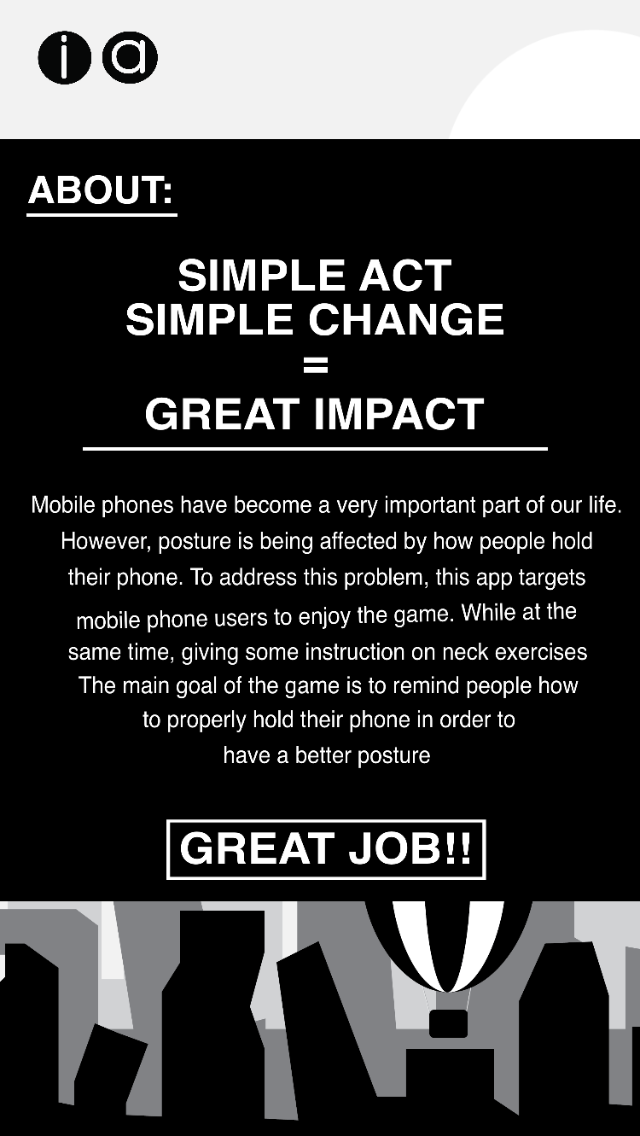 i a
ABOUT:
SIMPLE ACT
SIMPLE CHANGE
=
GREAT IMPACT
Mobile phones have become a very important part of our life.
However, posture is being affected by how people hold
their phone. To address this problem, this app targets
mobile phone users to enjoy the game. While at the
same time, giving some instruction on neck exercises
The main goal of the game is to remind people how
to properly hold their phone in order to
have a better posture
GREAT JOB!!